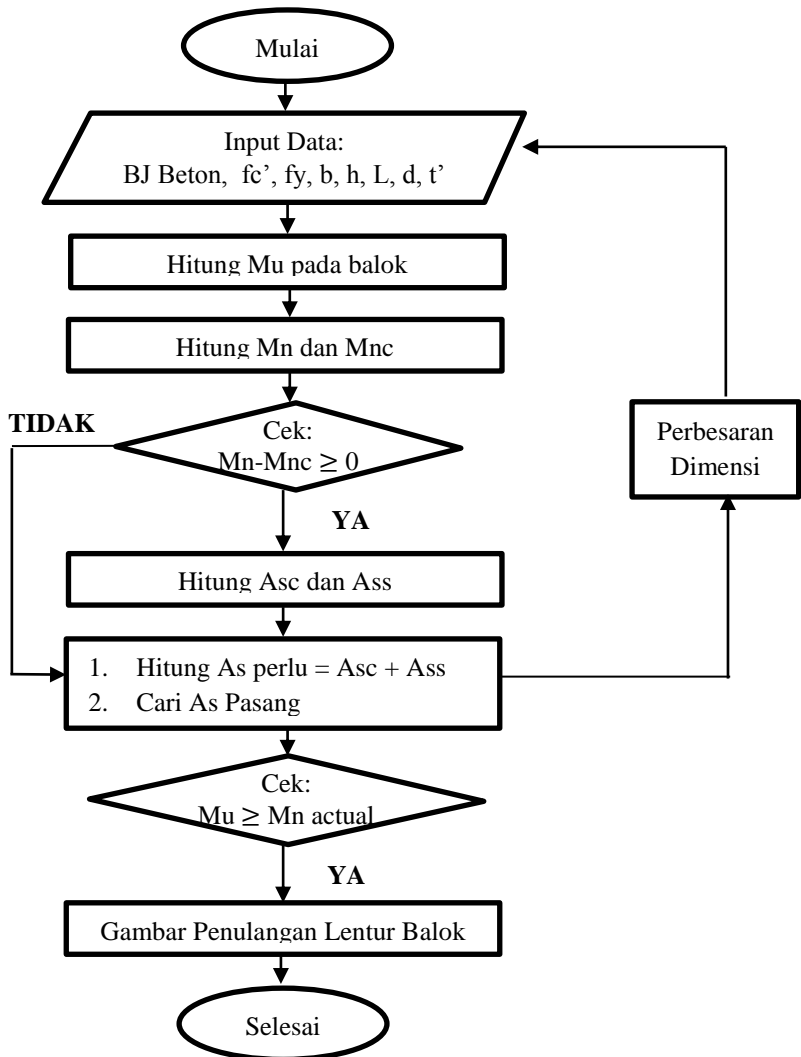 Mulai
Input Data:
BJ Beton, fc’, fy, b, h, L, d, t’
Hitung Mu pada balok
Hitung Mn dan Mnc
TIDAK
Cek:
Mn-Mnc ≥ 0
Perbesaran
Dimensi
YA
Hitung Asc dan Ass
1. Hitung As perlu = Asc + Ass
2. Cari As Pasang
Cek:
Mu ≥ Mn actual
YA
Gambar Penulangan Lentur Balok
Selesai